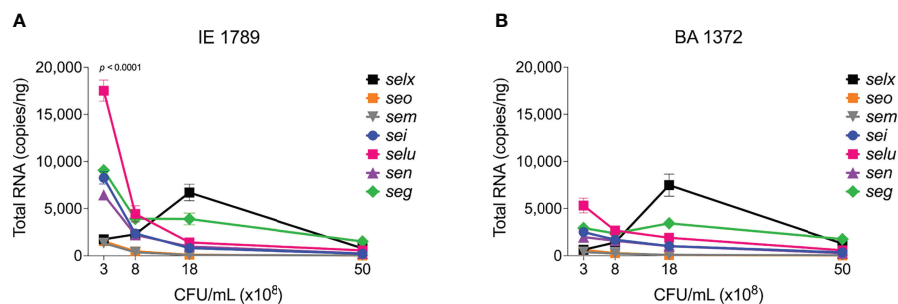 A
IE 1789
p < 0.0001
Total RNA (copies/ng)
20,000
15,000
10,000
5,000
0
3 8 18 50
CFU/mL (x10⁸)
selx
seo
sem
sei
selu
sen
seg
B
BA 1372
Total RNA (copies/ng)
20,000
15,000
10,000
5,000
0
3 8 18 50
CFU/mL (x10⁸)
selx
seo
sem
sei
selu
sen
seg